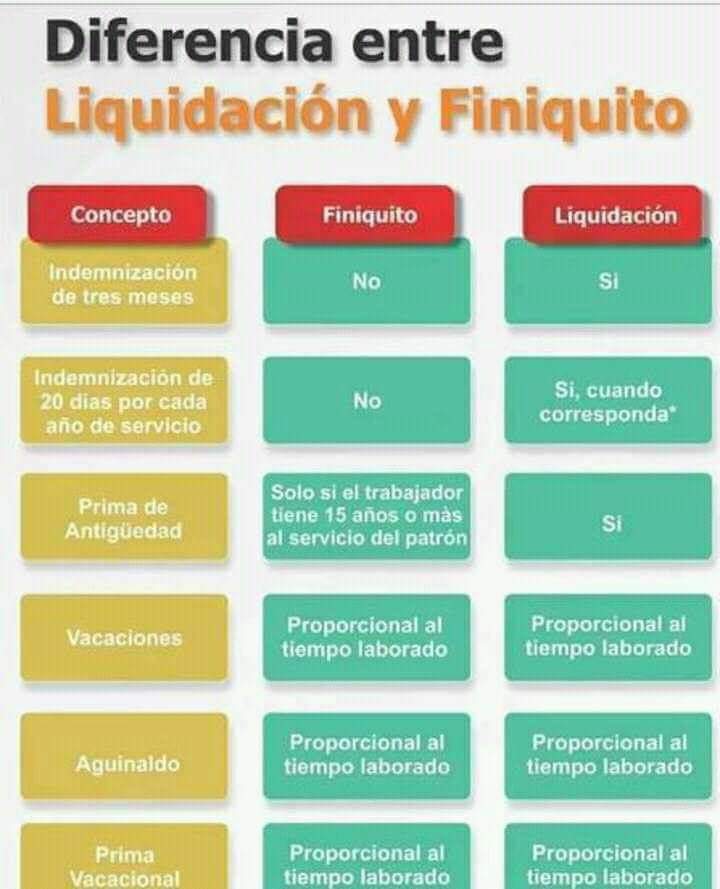 Diferencia entre
Liquidación y Finiquito
Concepto
Finiquito
Liquidación
Indemnización
de tres meses
No
Si
Indemnización de
20 dias por cada
año de servicio
No
Si, cuando
corresponda*
Prima de
Antigüedad
Solo si el trabajador
tiene 15 años o màs
al servicio del patrón
Si
Vacaciones
Proporcional al
tiempo laborado
Proporcional al
tiempo laborado
Aguinaldo
Proporcional al
tiempo laborado
Proporcional al
tiempo laborado
Prima
Vacacional
Proporcional al
tiempo laborado
Proporcional al
tiempo laborado